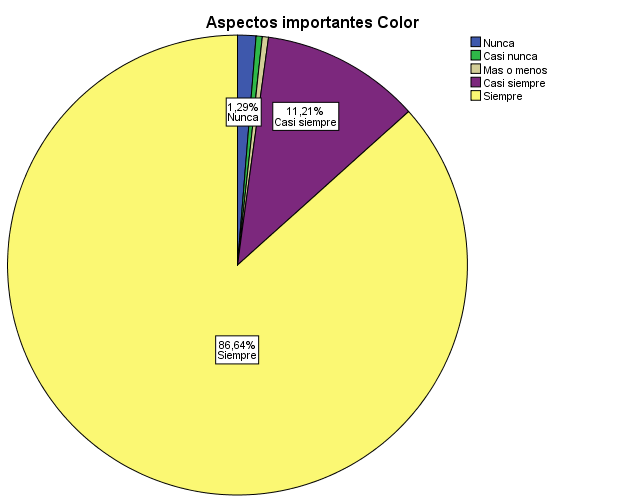 Aspectos importantes Color
Nunca
Casi nunca
Mas o menos
Casi siempre
Siempre
1,29%
Nunca
11,21%
Casi siempre
86,64%
Siempre